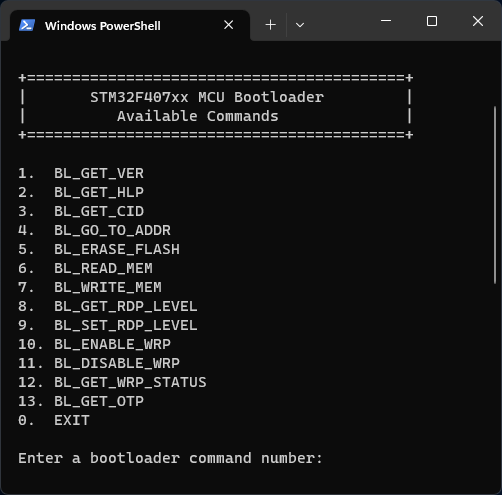 Windows PowerShell
+==========================================+
|       STM32F407xx MCU Bootloader         |
|          Available Commands              |
+==========================================+
1.  BL_GET_VER
2.  BL_GET_HLP
3.  BL_GET_CID
4.  BL_GO_TO_ADDR
5.  BL_ERASE_FLASH
6.  BL_READ_MEM
7.  BL_WRITE_MEM
8.  BL_GET_RDP_LEVEL
9.  BL_SET_RDP_LEVEL
10. BL_ENABLE_WRP
11. BL_DISABLE_WRP
12. BL_GET_WRP_STATUS
13. BL_GET_OTP
0.  EXIT
Enter a bootloader command number: